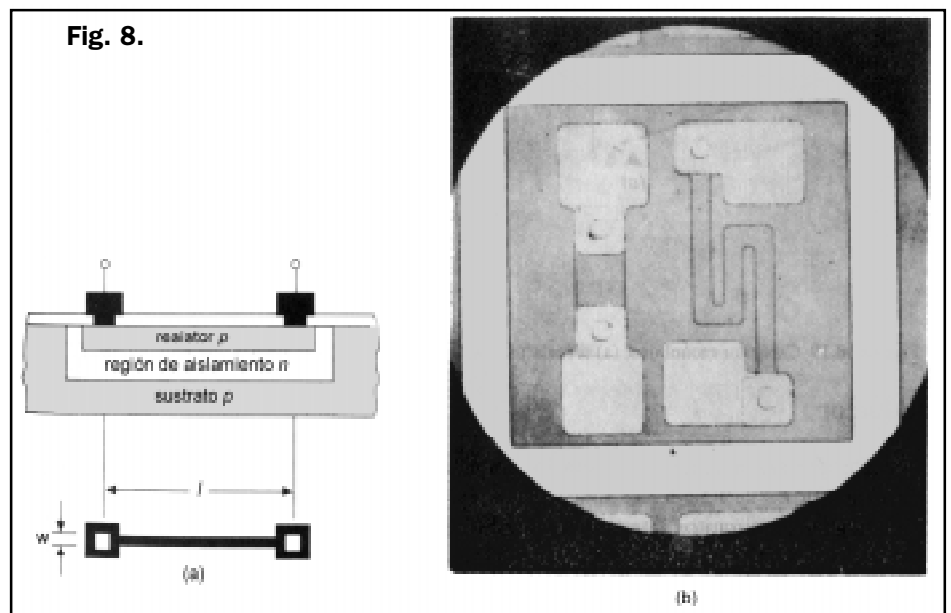 Fig. 8.
resistor p
región de aislamiento n
sustrato p
l
w
(a)
(b)